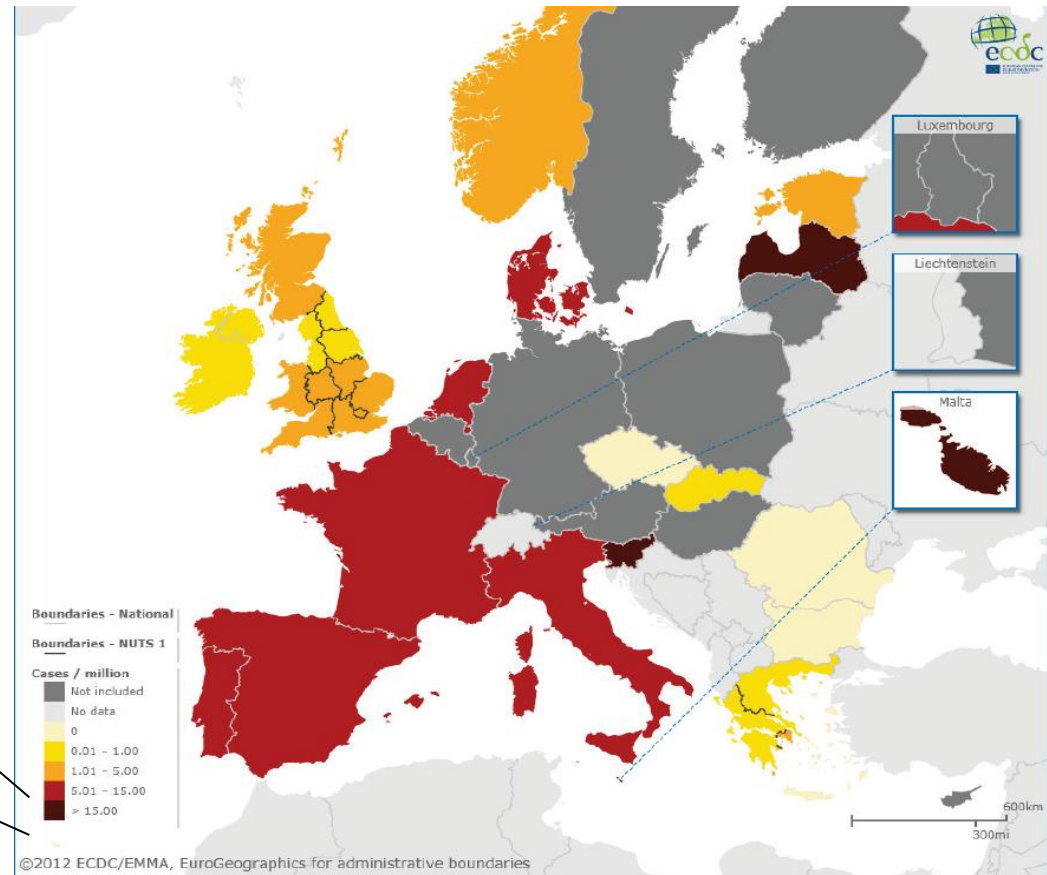 ecdc
Luxembourg
Liechtenstein
Malta
Boundaries - National
Boundaries - NUTS 1
Cases / million
Not included
No data
0
0.01 - 1.00
1.01 - 5.00
5.01 - 15.00
> 15.00
600km
300mi
©2012 ECDC/EMMA, EuroGeographics for administrative boundaries